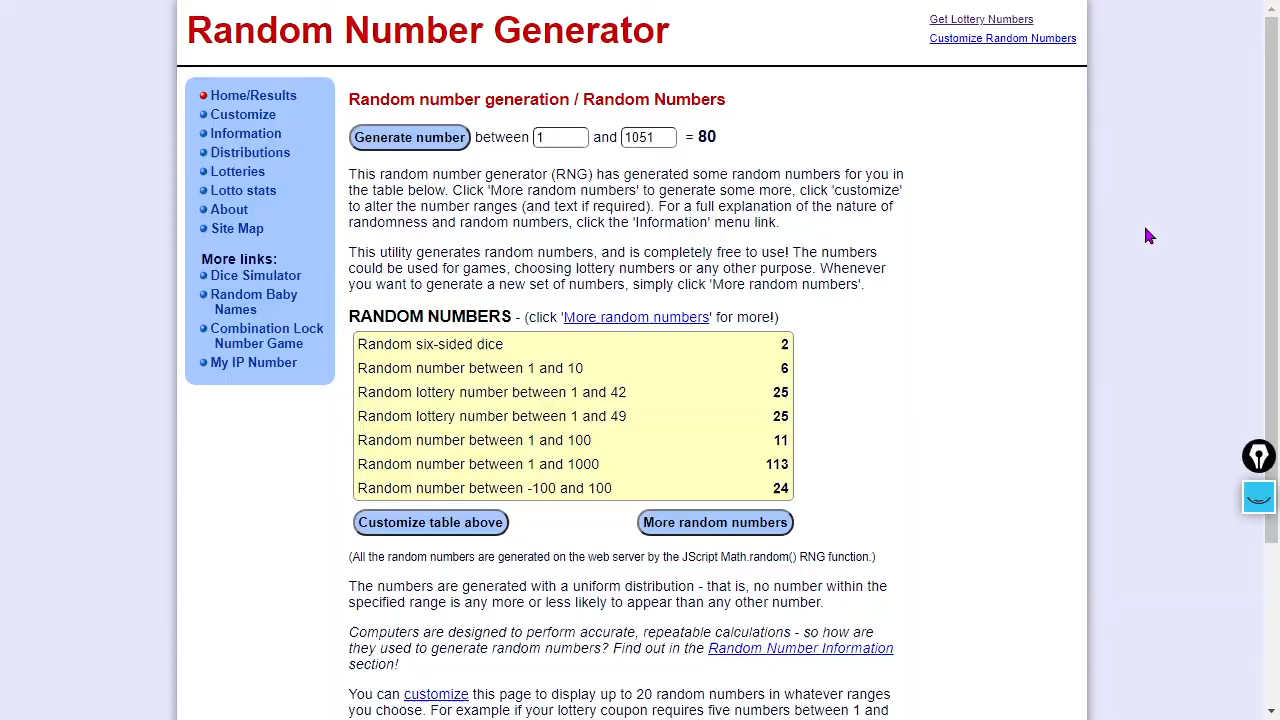 Random Number Generator
Get Lottery Numbers
Customize Random Numbers
Home/Results
Customize
Information
Distributions
Lotteries
Lotto stats
About
Site Map
More links:
Dice Simulator
Random Baby
Names
Combination Lock
Number Game
My IP Number
Random number generation / Random Numbers
Generate number between 1 and 1051 = 80
This random number generator (RNG) has generated some random numbers for you in
the table below. Click 'More random numbers' to generate some more, click 'customize'
to alter the number ranges (and text if required). For a full explanation of the nature of
randomness and random numbers, click the 'Information' menu link.
This utility generates random numbers, and is completely free to use! The numbers
could be used for games, choosing lottery numbers or any other purpose. Whenever
you want to generate a new set of numbers, simply click 'More random numbers'.
RANDOM NUMBERS - (click 'More random numbers' for more!)
Random six-sided dice 2
Random number between 1 and 10 6
Random lottery number between 1 and 42 25
Random lottery number between 1 and 49 25
Random number between 1 and 100 11
Random number between 1 and 1000 113
Random number between -100 and 100 24
Customize table above More random numbers
(All the random numbers are generated on the web server by the JScript Math.random() RNG function.)
The numbers are generated with a uniform distribution - that is, no number within the
specified range is any more or less likely to appear than any other number.
Computers are designed to perform accurate, repeatable calculations - so how are
they used to generate random numbers? Find out in the Random Number Information
section!
You can customize this page to display up to 20 random numbers in whatever ranges
you choose. For example if your lottery coupon requires five numbers between 1 and